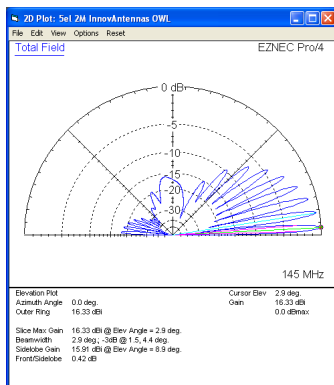 2D Plot: 5el 2M InnovAntennas OWL
File Edit View Options Reset
Total Field
EZNEC Pro/4
0 dB
-5
-10
-15
-20
-30
145 MHz
Elevation Plot
Azimuth Angle 0.0 deg.
Outer Ring 16.33 dBi
Cursor Elev 2.9 deg.
Gain 16.33 dBi
0.0 dBmax
Slice Max Gain 16.33 dBi @ Elev Angle = 2.9 deg.
Beamwidth 2.9 deg.; -3dB @ 1.5, 4.4 deg.
Sidelobe Gain 15.91 dBi @ Elev Angle = 8.9 deg.
Front/Sidelobe 0.42 dB